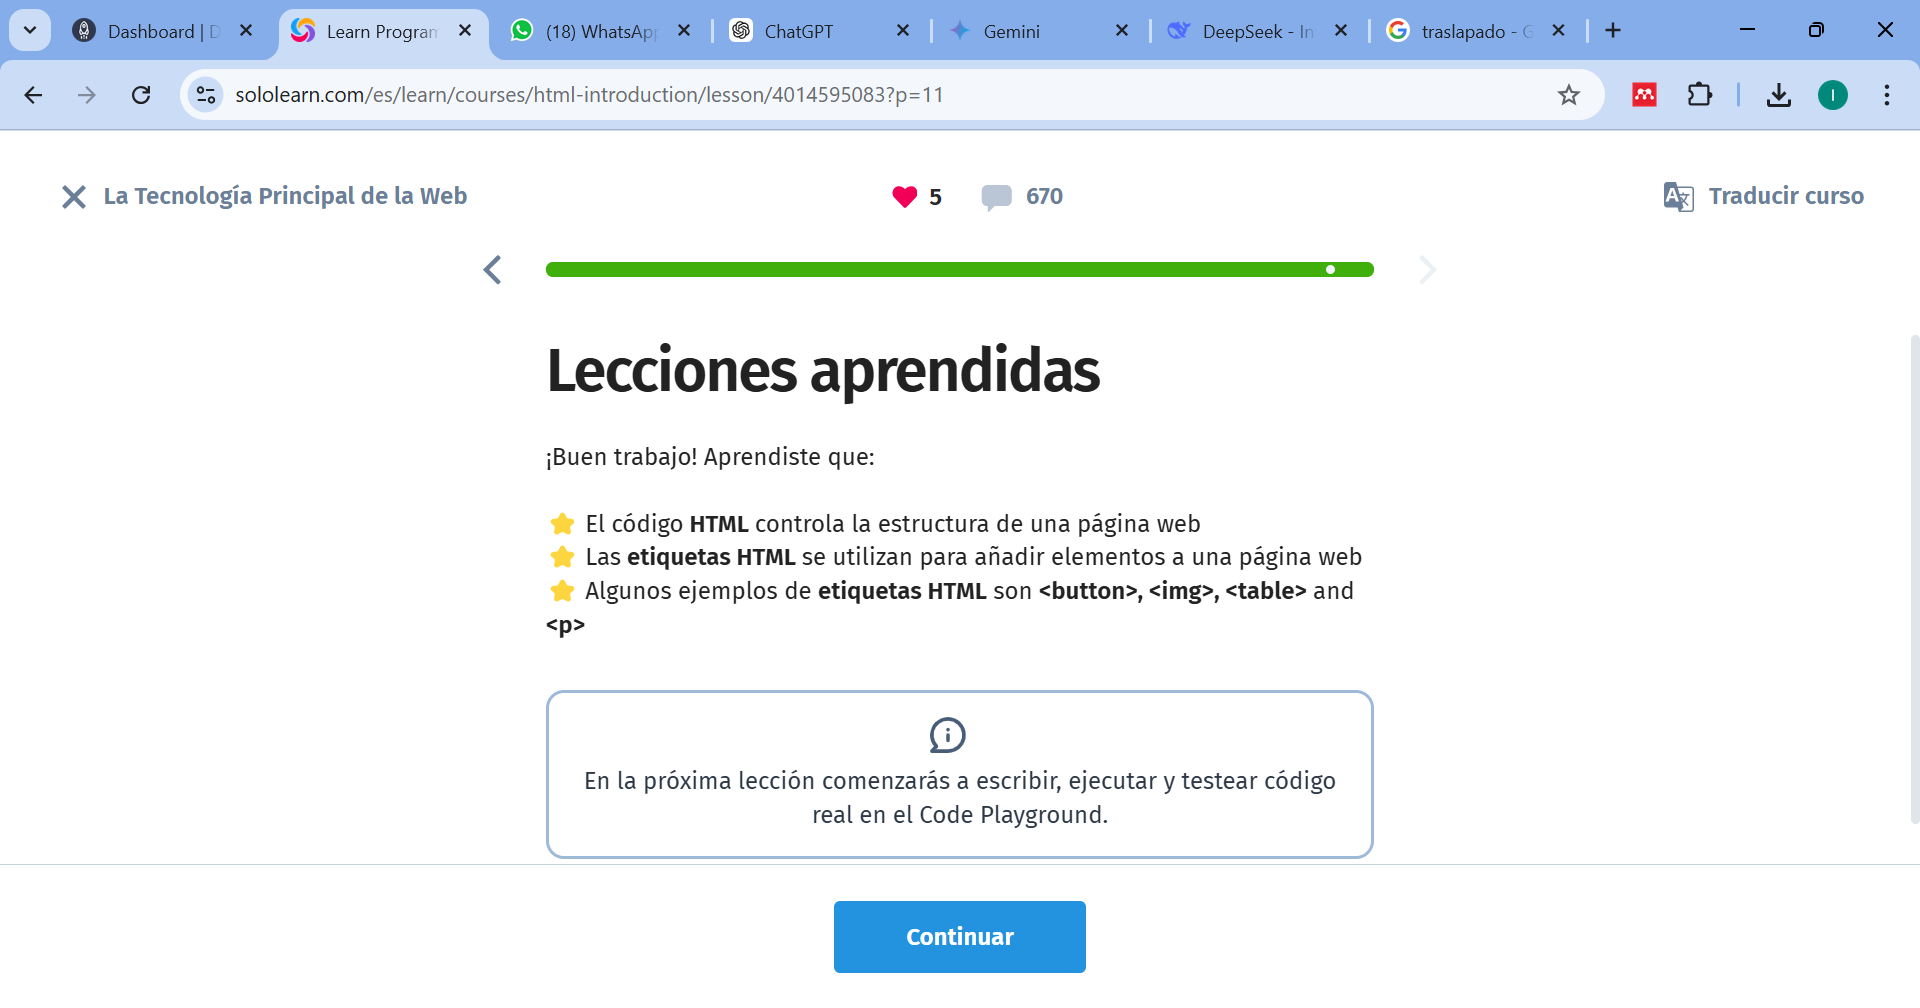 Dashboard | D
Learn Program
(18) WhatsApp
ChatGPT
Gemini
DeepSeek - In
traslapado - G
sololearn.com/es/learn/courses/html-introduction/lesson/4014595083?p=11
I
La Tecnología Principal de la Web
5
670
Traducir curso
Lecciones aprendidas
¡Buen trabajo! Aprendiste que:
El código HTML controla la estructura de una página web
Las etiquetas HTML se utilizan para añadir elementos a una página web
Algunos ejemplos de etiquetas HTML son <button>, <img>, <table> and
<p>
En la próxima lección comenzarás a escribir, ejecutar y testear código
real en el Code Playground.
Continuar